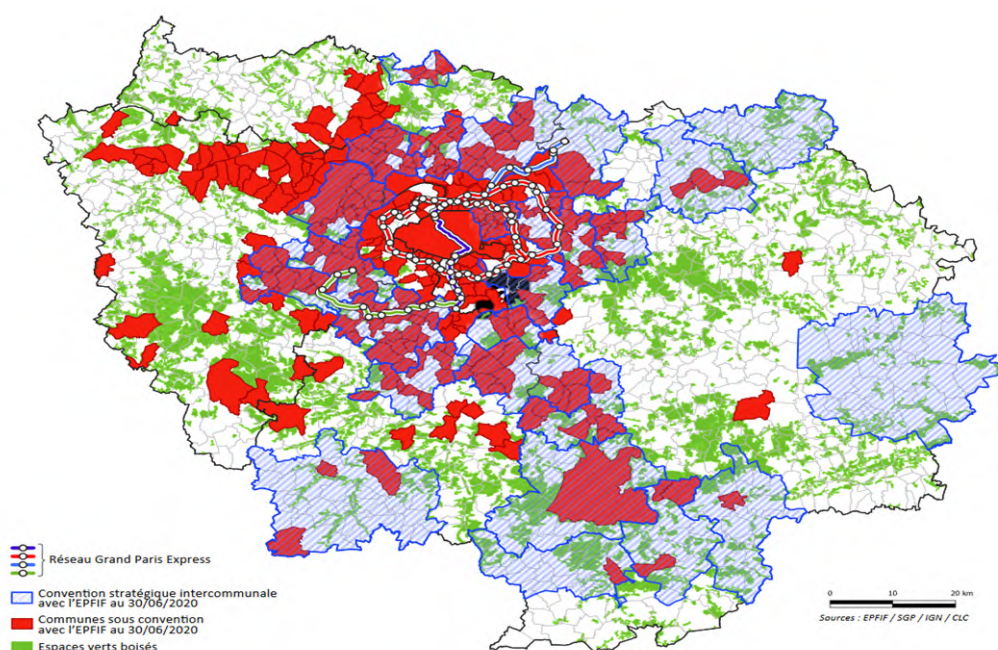 Réseau Grand Paris Express
Convention stratégique intercommunale
avec l'EPFIF au 30/06/2020
Communes sous convention
avec l'EPFIF au 30/06/2020
Espaces verts boisés
0 10 20 km
Sources : EPFIF / SGP / IGN / CLC